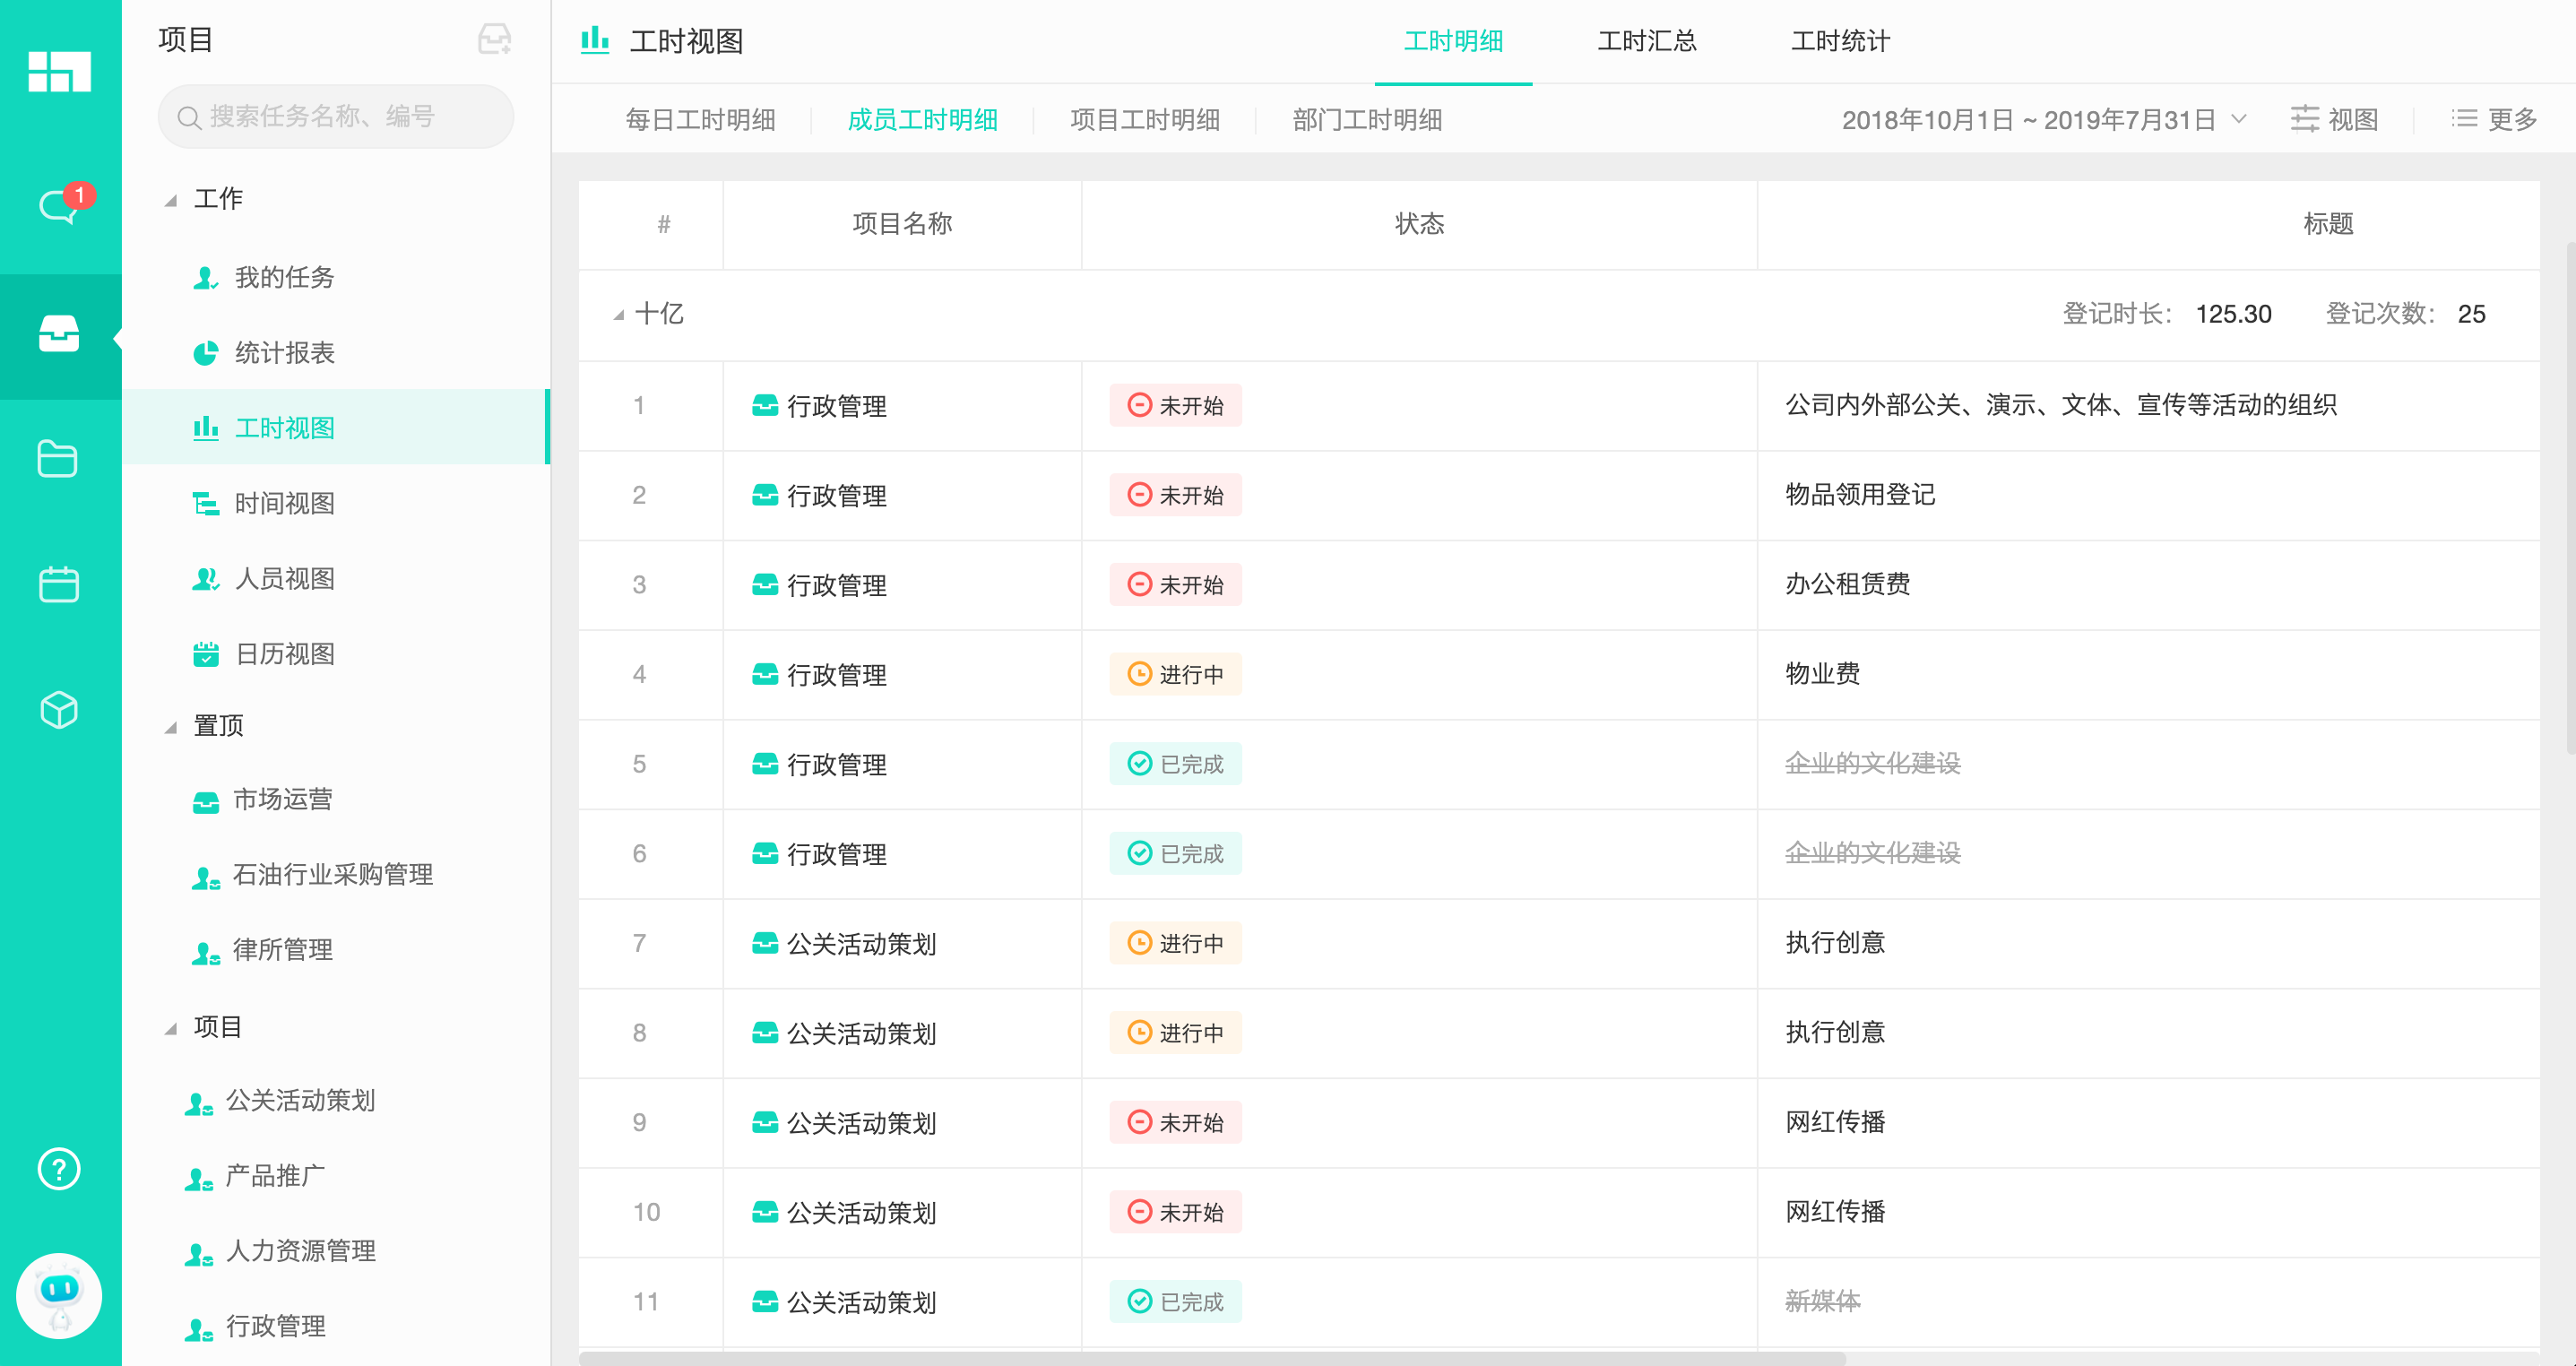 项目
搜索任务名称、编号
1
工作
我的任务
统计报表
工时视图
时间视图
人员视图
日历视图
置顶
市场运营
石油行业采购管理
律所管理
项目
公关活动策划
产品推广
人力资源管理
行政管理
?
工时视图
工时明细 工时汇总 工时统计
每日工时明细 成员工时明细 项目工时明细 部门工时明细 2018年10月1日 ~ 2019年7月31日 视图 更多
# 项目名称 状态 标题
十亿 登记时长: 125.30 登记次数: 25
1 行政管理 未开始 公司内外部公关、演示、文体、宣传等活动的组织
2 行政管理 未开始 物品领用登记
3 行政管理 未开始 办公租赁费
4 行政管理 进行中 物业费
5 行政管理 已完成 企业的文化建设
6 行政管理 已完成 企业的文化建设
7 公关活动策划 进行中 执行创意
8 公关活动策划 进行中 执行创意
9 公关活动策划 未开始 网红传播
10 公关活动策划 未开始 网红传播
11 公关活动策划 已完成 新媒体